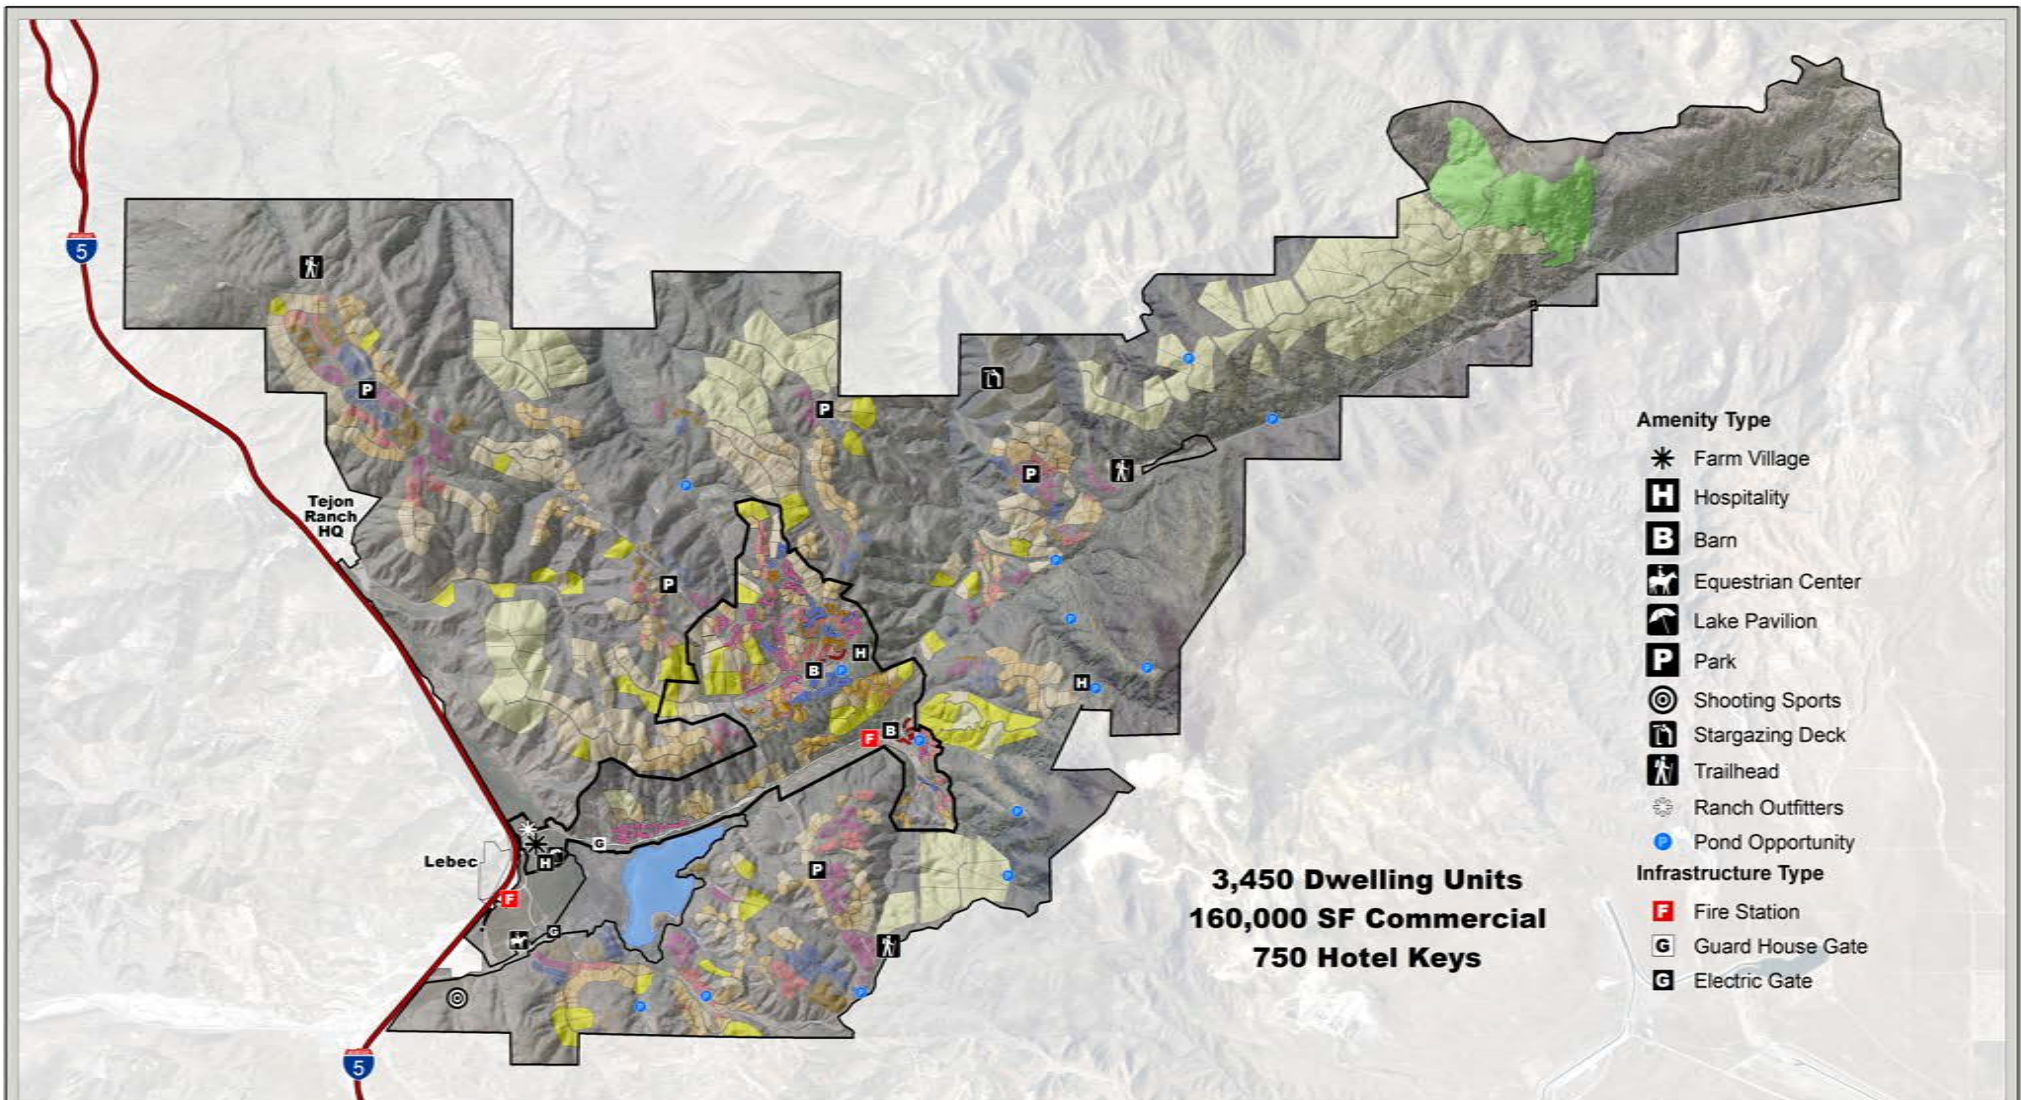 5
Tejon
Ranch
HQ
P
P
P
P
H
B
H
F
B
G
Lebec
H
P
F
G
5
3,450 Dwelling Units
160,000 SF Commercial
750 Hotel Keys
Amenity Type
Farm Village
H Hospitality
B Barn
Equestrian Center
Lake Pavilion
P Park
Shooting Sports
Stargazing Deck
Trailhead
Ranch Outfitters
P Pond Opportunity
Infrastructure Type
F Fire Station
G Guard House Gate
G Electric Gate